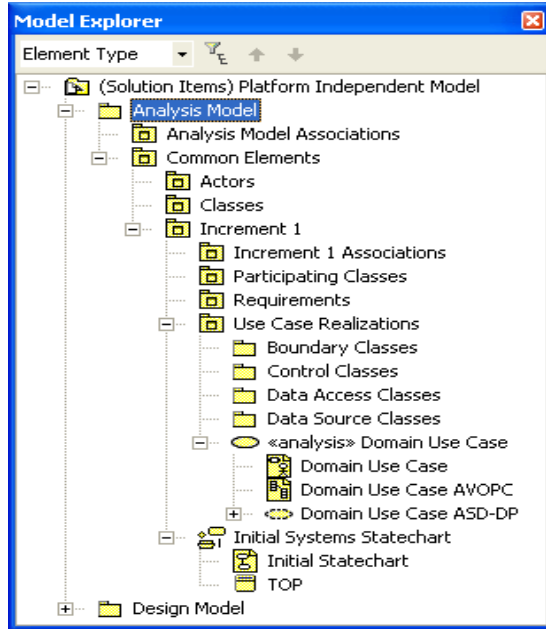 Model Explorer
Element Type
(Solution Items) Platform Independent Model
Analysis Model
Analysis Model Associations
Common Elements
Actors
Classes
Increment 1
Increment 1 Associations
Participating Classes
Requirements
Use Case Realizations
Boundary Classes
Control Classes
Data Access Classes
Data Source Classes
«analysis» Domain Use Case
Domain Use Case
Domain Use Case AVOPC
Domain Use Case ASD-DP
Initial Systems Statechart
Initial Statechart
TOP
Design Model